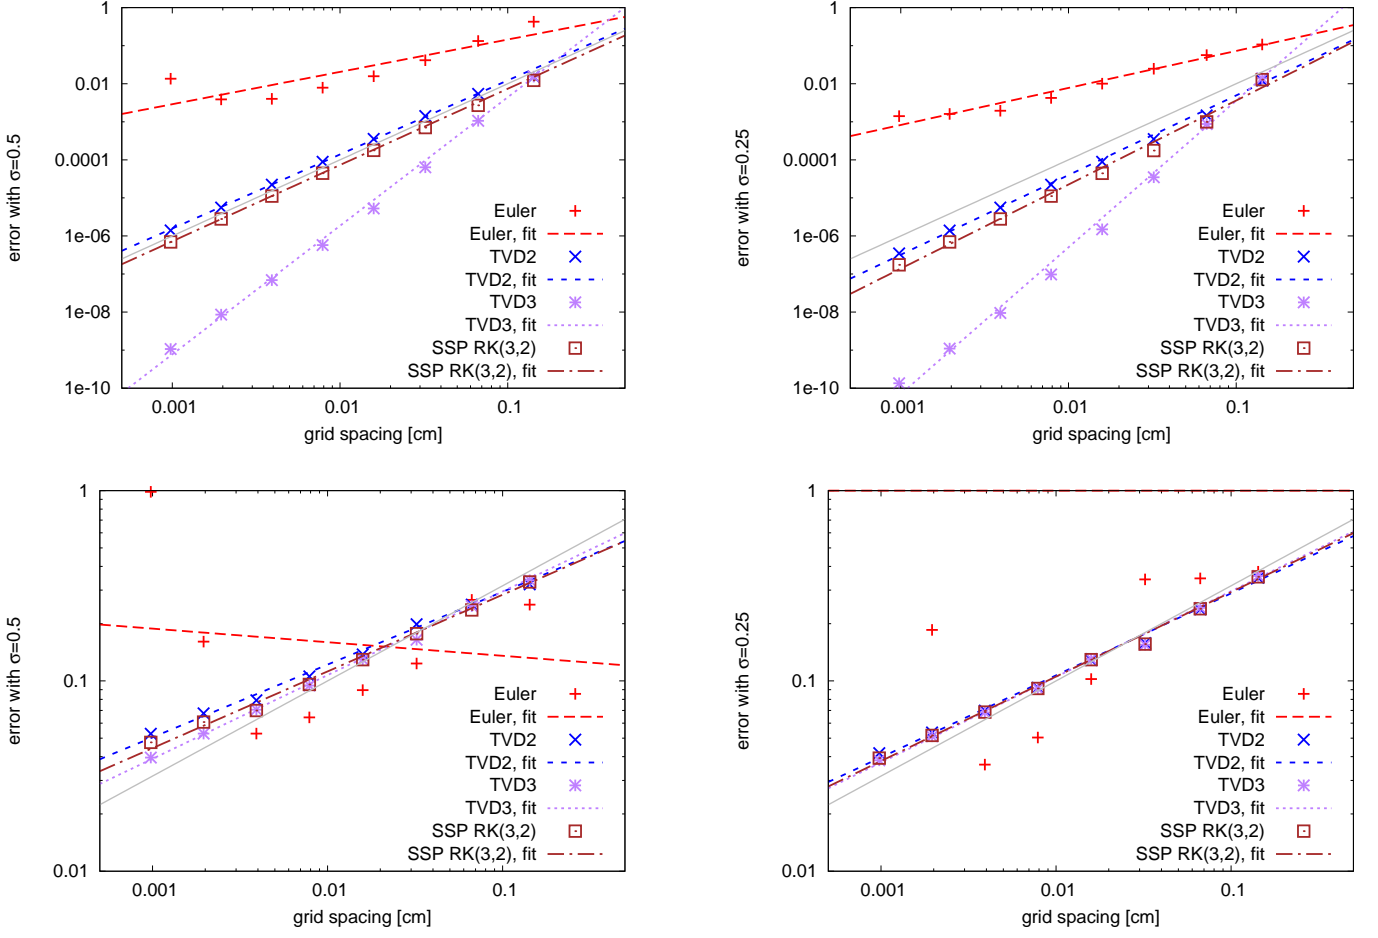 1
0.01
0.0001
1e-06
1e-08
1e-10
0.001
0.01
0.1
error with σ=0.5
grid spacing [cm]
Euler
Euler, fit
TVD2
TVD2, fit
TVD3
TVD3, fit
SSP RK(3,2)
SSP RK(3,2), fit
1
0.01
0.0001
1e-06
1e-08
1e-10
0.001
0.01
0.1
error with σ=0.25
grid spacing [cm]
Euler
Euler, fit
TVD2
TVD2, fit
TVD3
TVD3, fit
SSP RK(3,2)
SSP RK(3,2), fit
1
0.1
0.01
0.001
0.01
0.1
error with σ=0.5
grid spacing [cm]
Euler
Euler, fit
TVD2
TVD2, fit
TVD3
TVD3, fit
SSP RK(3,2)
SSP RK(3,2), fit
1
0.1
0.01
0.001
0.01
0.1
error with σ=0.25
grid spacing [cm]
Euler
Euler, fit
TVD2
TVD2, fit
TVD3
TVD3, fit
SSP RK(3,2)
SSP RK(3,2), fit